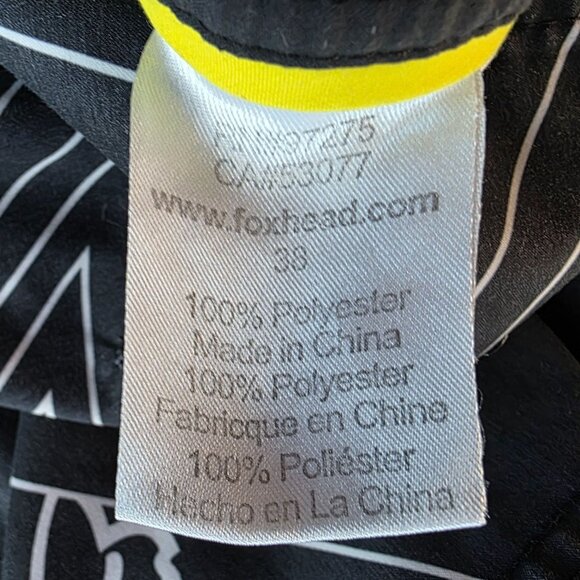 RN#97275
CA#53077
www.foxhead.com
38
100% Polyester
Made in China
100% Polyester
Fabricque en Chine
100% Poliéster
Hecho en La China